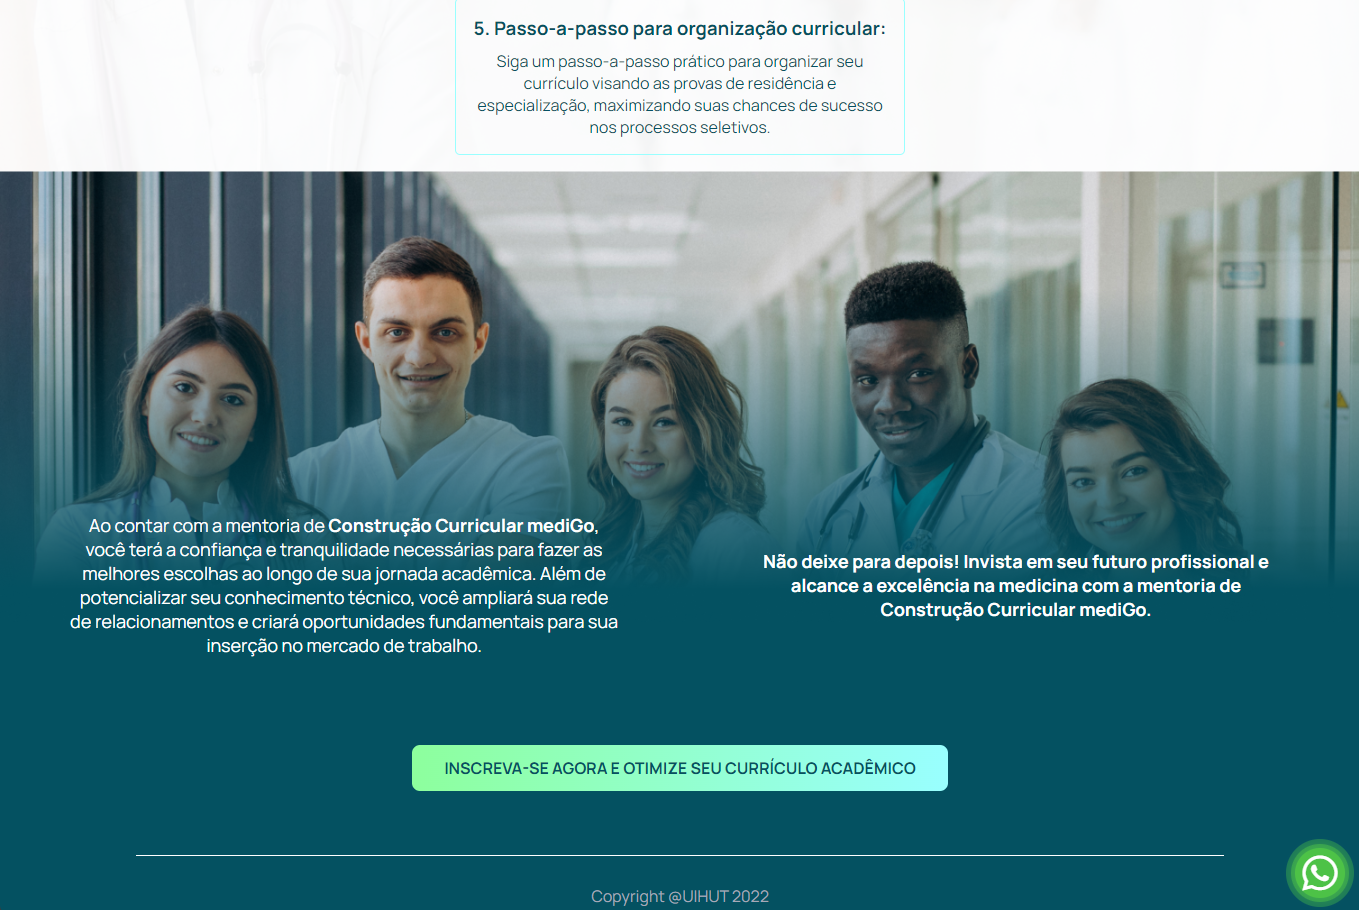 5. Passo-a-passo para organização curricular:
Siga um passo-a-passo prático para organizar seu
currículo visando as provas de residência e
especialização, maximizando suas chances de sucesso
nos processos seletivos.
Ao contar com a mentoria de Construção Curricular mediGo,
você terá a confiança e tranquilidade necessárias para fazer as
melhores escolhas ao longo de sua jornada acadêmica. Além de
potencializar seu conhecimento técnico, você ampliará sua rede
de relacionamentos e criará oportunidades fundamentais para sua
inserção no mercado de trabalho.
Não deixe para depois! Invista em seu futuro profissional e
alcance a excelência na medicina com a mentoria de
Construção Curricular mediGo.
INSCREVA-SE AGORA E OTIMIZE SEU CURRÍCULO ACADÊMICO
Copyright @UIHUT 2022